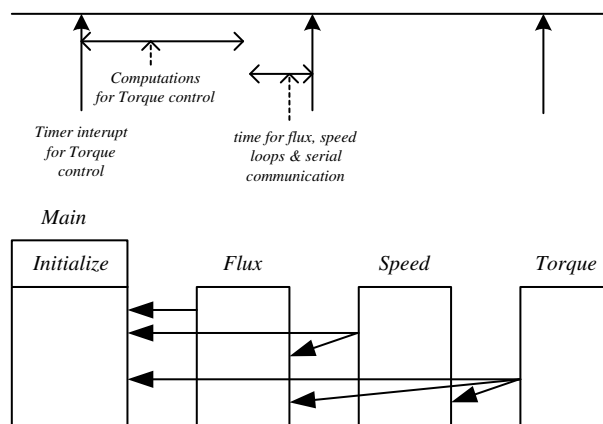 Computations
for Torque control
Timer interupt
for Torque
control
time for flux, speed
loops & serial
communication
Main
Initialize
Flux
Speed
Torque